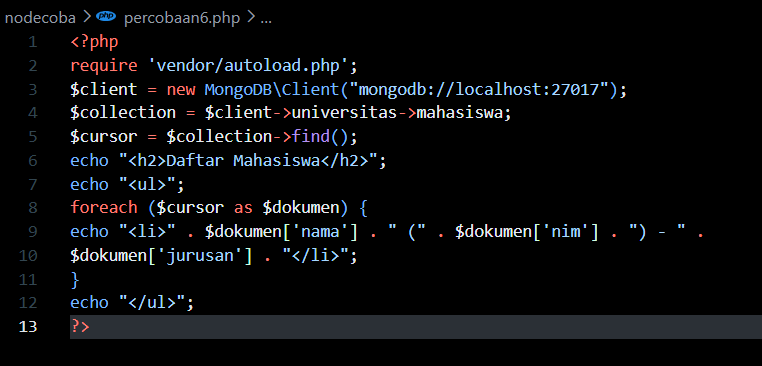 nodecoba > php percobaan6.php > ...
1 <?php
2 require 'vendor/autoload.php';
3 $client = new MongoDB\Client("mongodb://localhost:27017");
4 $collection = $client->universitas->mahasiswa;
5 $cursor = $collection->find();
6 echo "<h2>Daftar Mahasiswa</h2>";
7 echo "<ul>";
8 foreach ($cursor as $dokumen) {
9 echo "<li>" . $dokumen['nama'] . " (" . $dokumen['nim'] . ") - " .
10 $dokumen['jurusan'] . "</li>";
11 }
12 echo "</ul>";
13 ?>